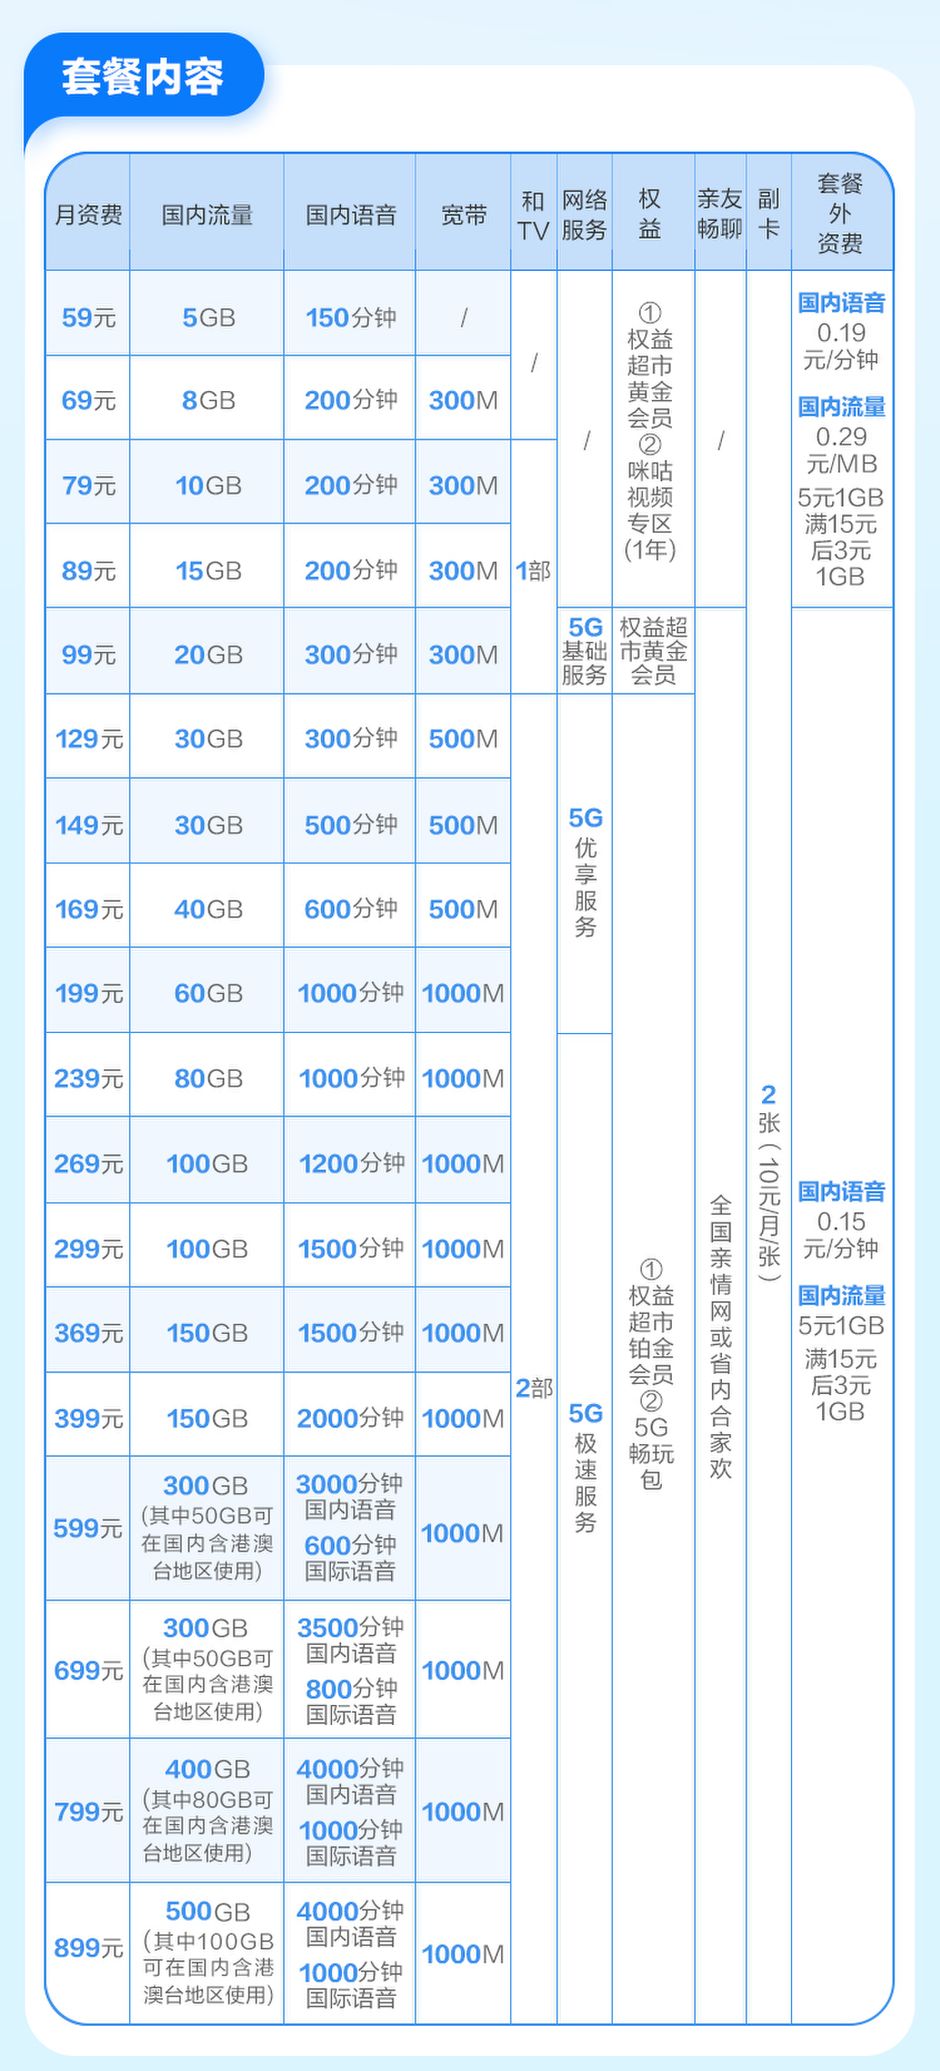 套餐内容
月资费 国内流量 国内语音 宽带 和TV 网络服务 权益 亲友畅聊 副卡 套餐外资费
59元 5GB 150分钟 /
69元 8GB 200分钟 300M
/
79元 10GB 200分钟 300M
89元 15GB 200分钟 300M
1部
99元 20GB 300分钟 300M
129元 30GB 300分钟 500M
149元 30GB 500分钟 500M
169元 40GB 600分钟 500M
199元 60GB 1000分钟 1000M
239元 80GB 1000分钟 1000M
269元 100GB 1200分钟 1000M
299元 100GB 1500分钟 1000M
369元 150GB 1500分钟 1000M
399元 150GB 2000分钟 1000M
2部
599元
300GB
(其中50GB可
在国内含港澳
台地区使用)
3000分钟
国内语音
600分钟
国际语音
1000M
699元
300GB
(其中50GB可
在国内含港澳
台地区使用)
3500分钟
国内语音
800分钟
国际语音
1000M
799元
400GB
(其中80GB可
在国内含港澳
台地区使用)
4000分钟
国内语音
1000分钟
国际语音
1000M
899元
500GB
(其中100GB
可在国内含港
澳台地区使用)
4000分钟
国内语音
1000分钟
国际语音
1000M
/
5G
基础
服务
5G
优享服务
5G
极速服务
①
权益
超市
黄金
会员
②
咪咕
视频
专区
(1年)
权益超
市黄金
会员
①
权益
超市
铂金
会员
②
5G
畅玩
包
/
全国亲情网或省内合家欢
2张(10元/月/张)
国内语音
0.19
元/分钟
国内流量
0.29
元/MB
5元1GB
满15元
后3元
1GB
国内语音
0.15
元/分钟
国内流量
5元1GB
满15元
后3元
1GB